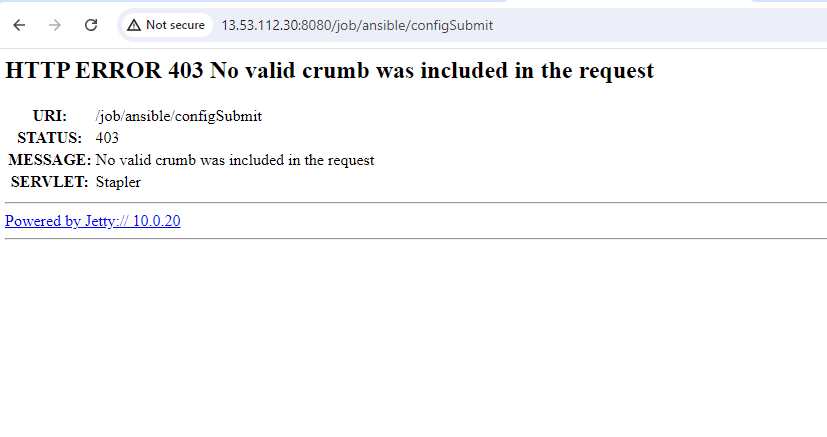 Not secure 13.53.112.30:8080/job/ansible/configSubmit
HTTP ERROR 403 No valid crumb was included in the request
URI: /job/ansible/configSubmit
STATUS: 403
MESSAGE: No valid crumb was included in the request
SERVLET: Stapler
Powered by Jetty:// 10.0.20